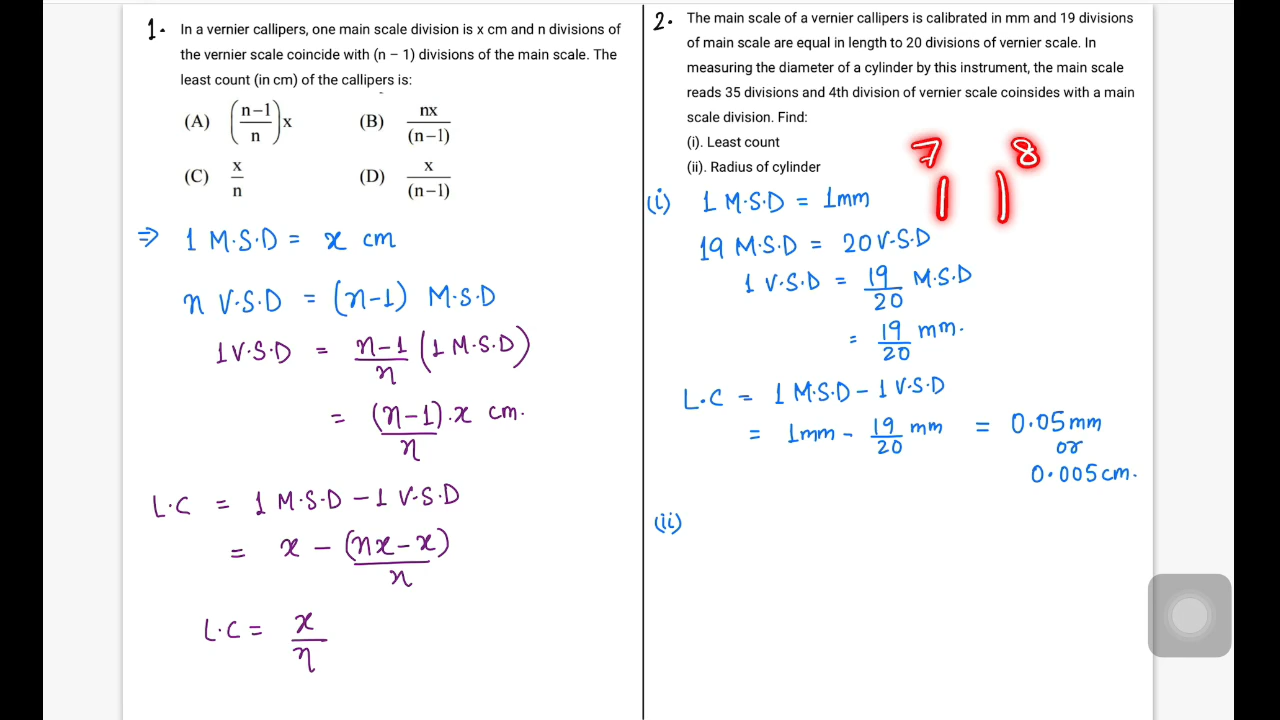 1. In a vernier callipers, one main scale division is x cm and n divisions of
the vernier scale coincide with (n − 1) divisions of the main scale. The
least count (in cm) of the callipers is:
(A) ((n−1)/n)x (B) nx/(n−1)
(C) x/n (D) x/(n−1)
⇒ 1 M.S.D = x cm
n V.S.D = (n-1) M.S.D
1 V.S.D = (n-1)/n (1 M.S.D)
= (n-1).x/n cm.
L.C = 1 M.S.D - 1 V.S.D
= x - (nx-x)/n
L.C = x/n
2. The main scale of a vernier callipers is calibrated in mm and 19 divisions
of main scale are equal in length to 20 divisions of vernier scale. In
measuring the diameter of a cylinder by this instrument, the main scale
reads 35 divisions and 4th division of vernier scale coinsides with a main
scale division. Find:
(i). Least count
(ii). Radius of cylinder
7 8
(i) 1 M.S.D = 1mm
19 M.S.D = 20 V.S.D
1 V.S.D = 19/20 M.S.D
= 19/20 mm.
L.C = 1 M.S.D - 1 V.S.D
= 1mm - 19/20 mm = 0.05mm
or
0.005cm.
(ii)